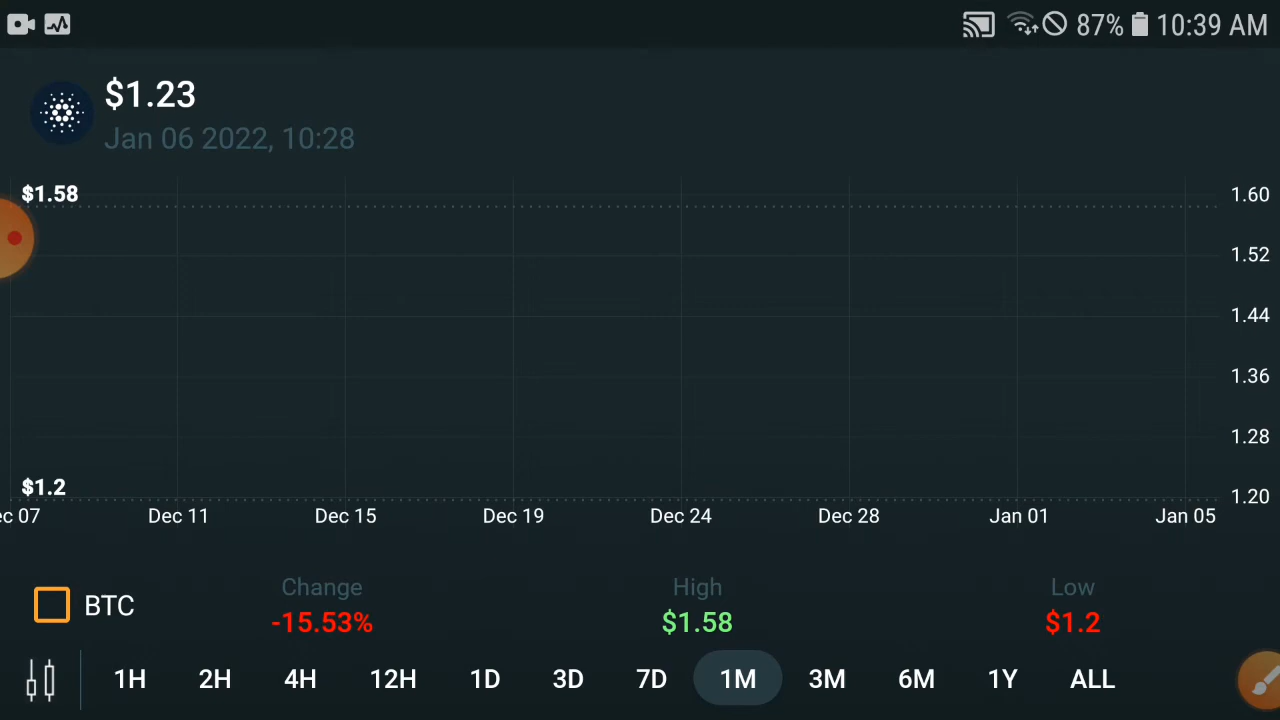 87% 10:39 AM
$1.23
Jan 06 2022, 10:28
$1.58
1.60
1.52
1.44
1.36
1.28
$1.2
1.20
ec 07 Dec 11 Dec 15 Dec 19 Dec 24 Dec 28 Jan 01 Jan 05
Change High Low
BTC -15.53% $1.58 $1.2
1H 2H 4H 12H 1D 3D 7D 1M 3M 6M 1Y ALL